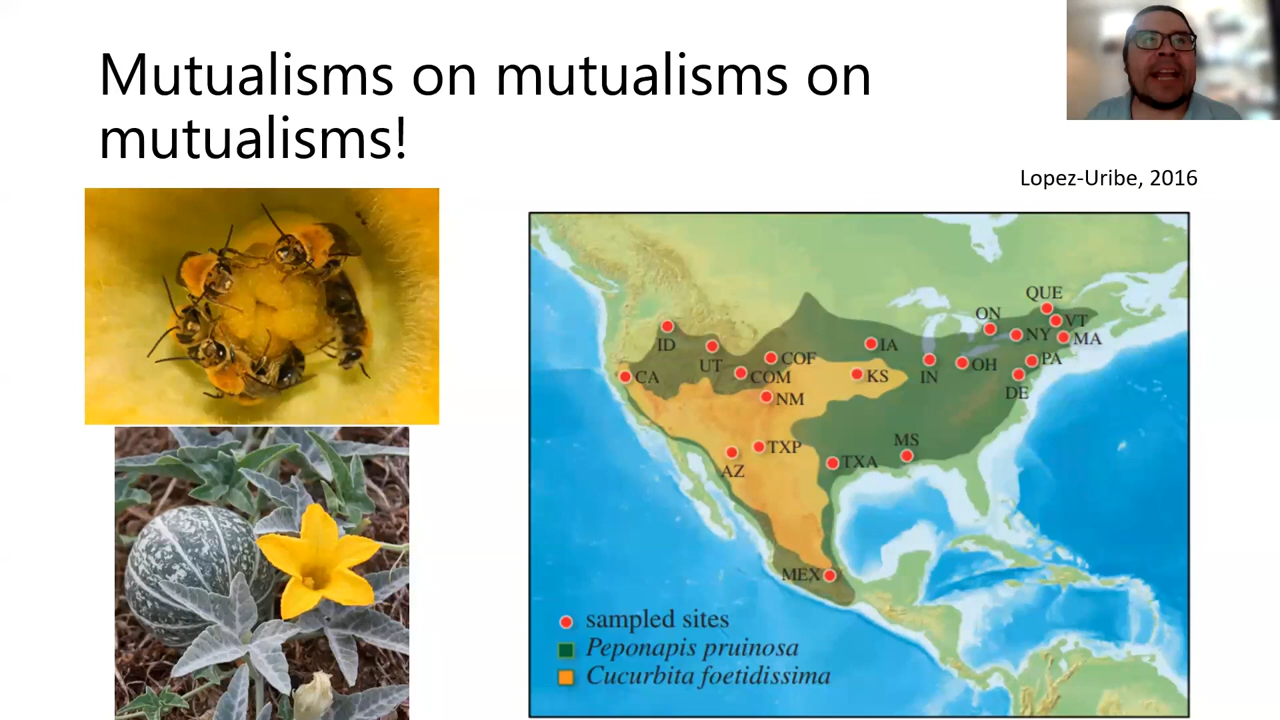 Mutualisms on mutualisms on
mutualisms!
Lopez-Uribe, 2016
QUE
ON
VT
NY
MA
ID
IA
UT
COF
PA
OH
IN
CA
COM
KS
DE
NM
MS
TXP
TXA
AZ
MEX
sampled sites
Peponapis pruinosa
Cucurbita foetidissima